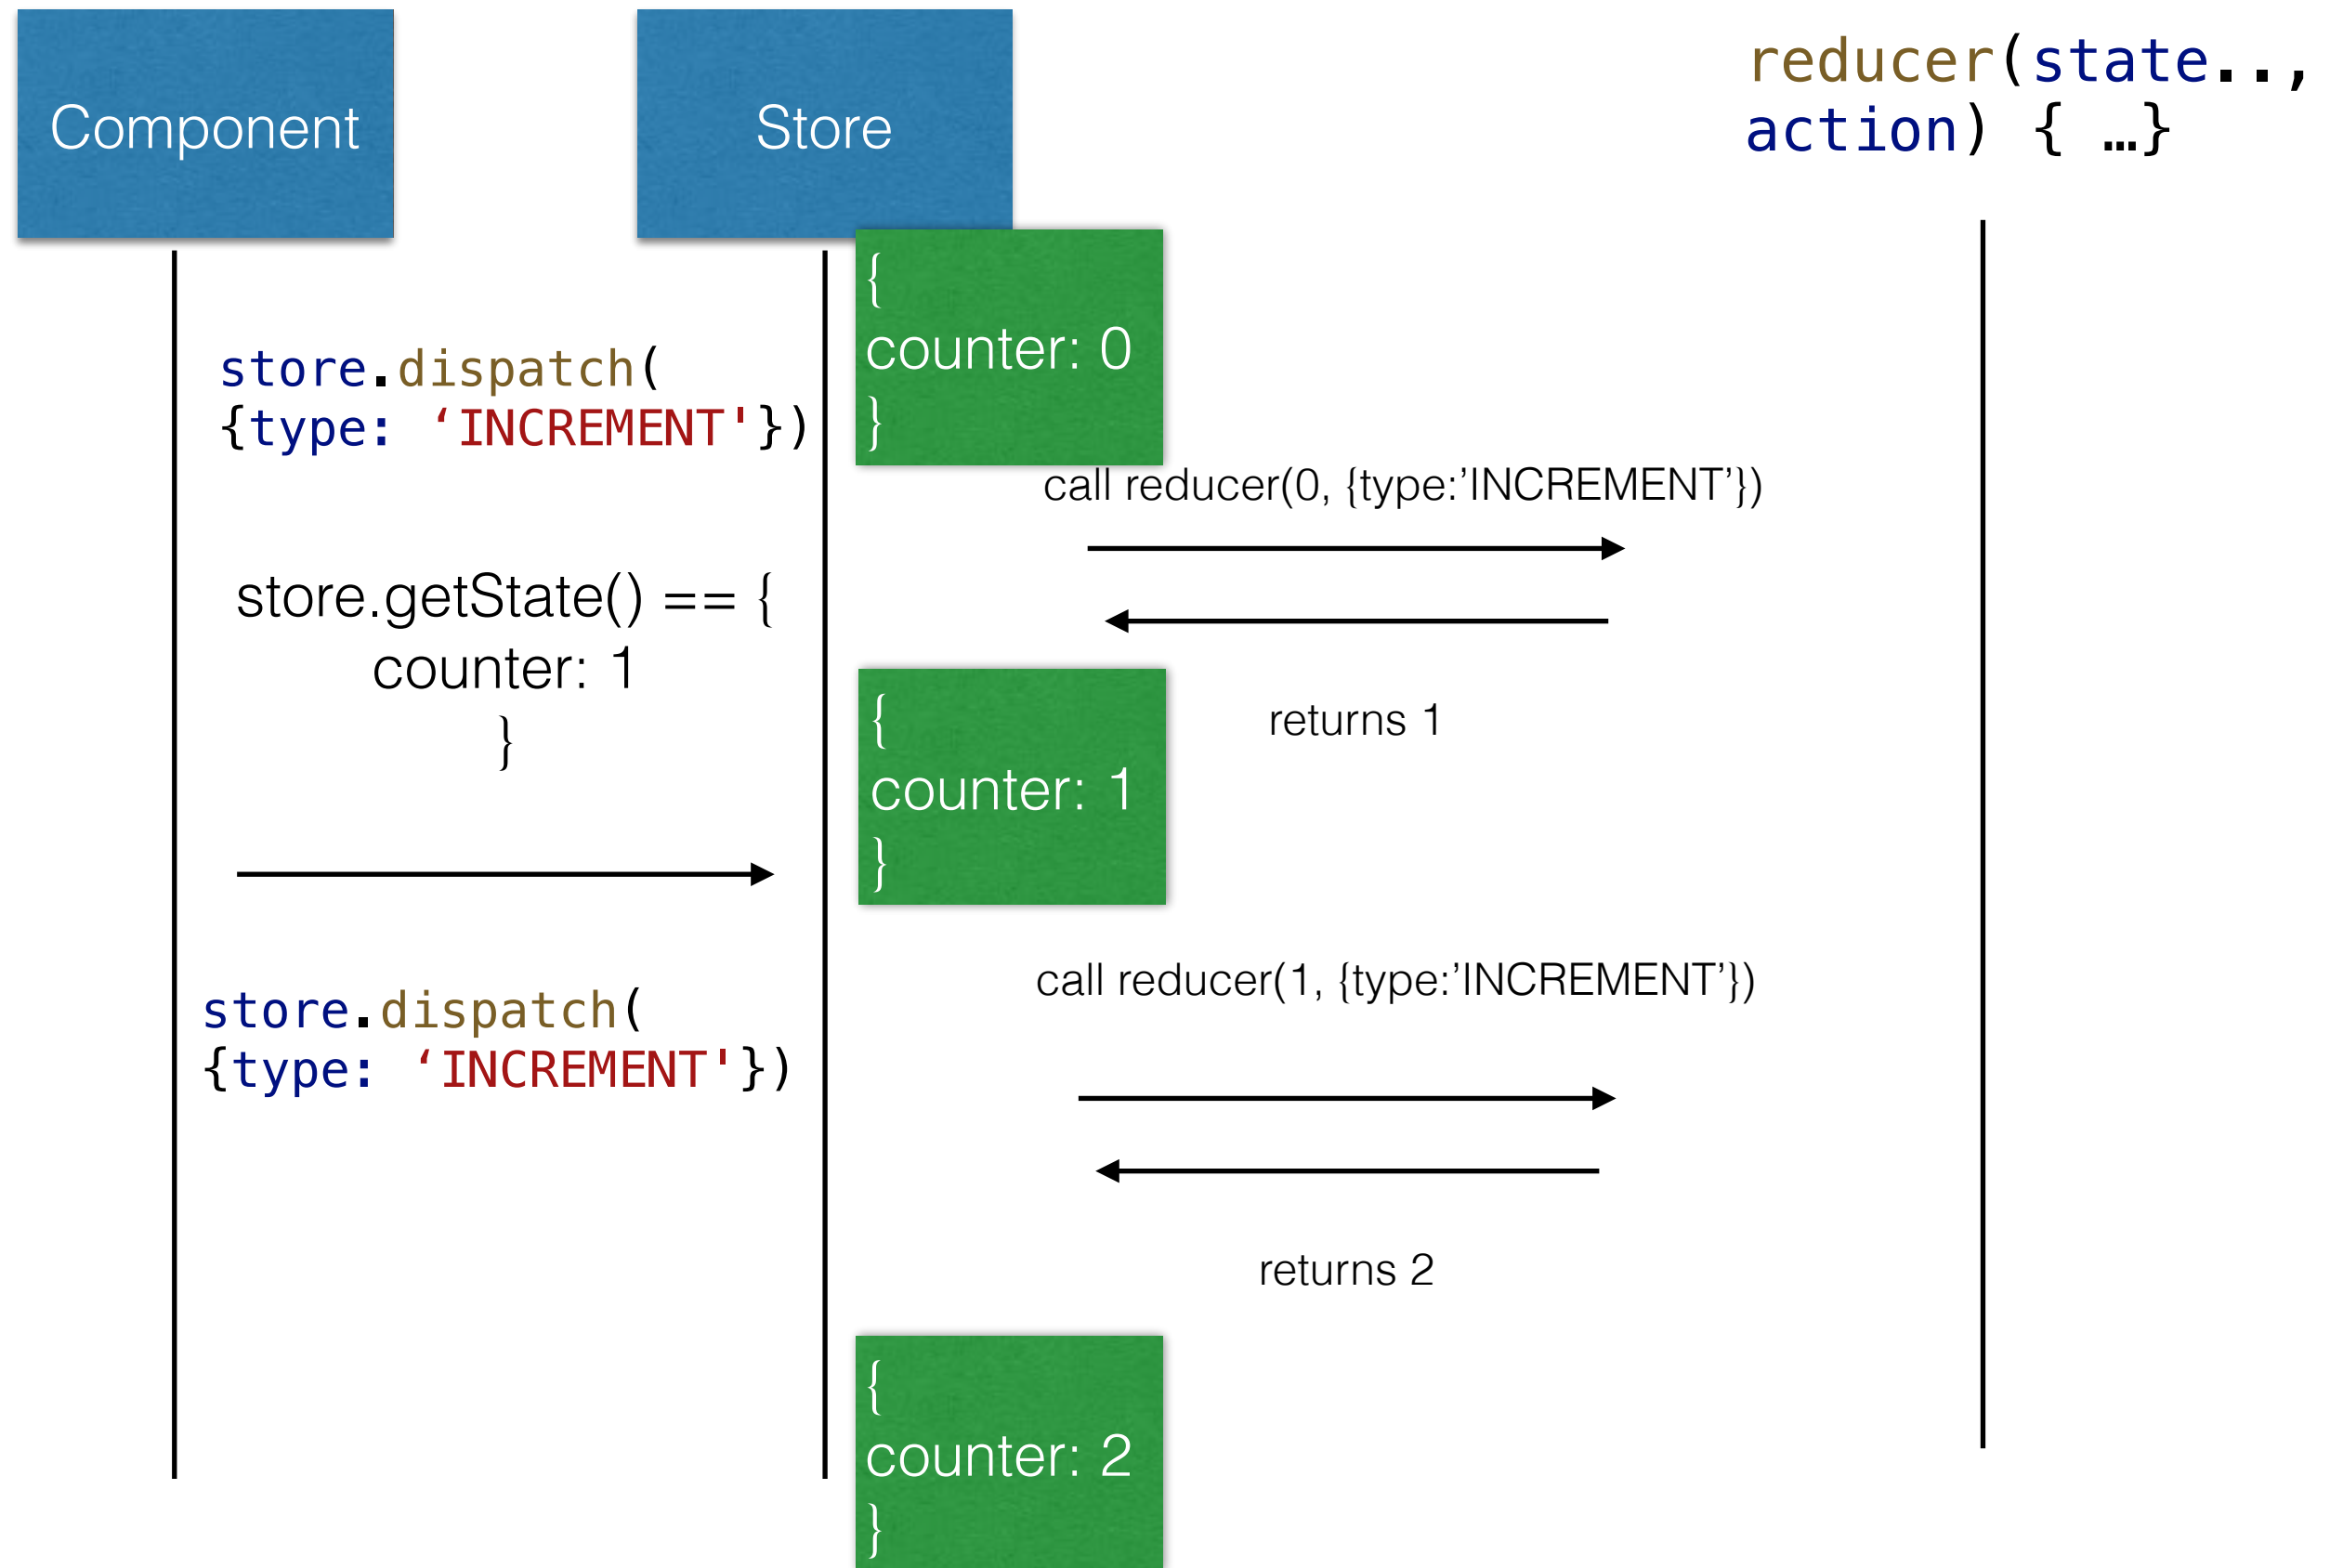 Component
Store
reducer(state..,
action) { …}
{
counter: 0
}
store.dispatch(
{type: ‘INCREMENT'})
call reducer(0, {type:’INCREMENT’})
store.getState() == {
counter: 1
}
returns 1
{
counter: 1
}
call reducer(1, {type:’INCREMENT’})
store.dispatch(
{type: ‘INCREMENT'})
returns 2
{
counter: 2
}